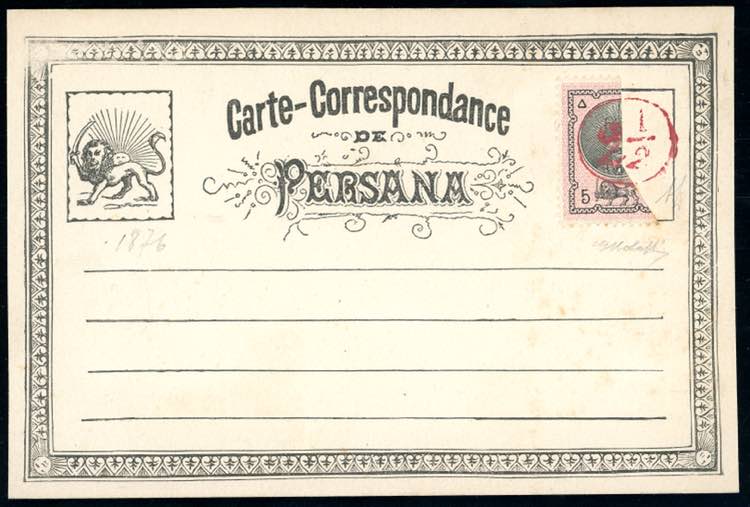 Carte-Correspondance
DE
PERSANA
5
1876